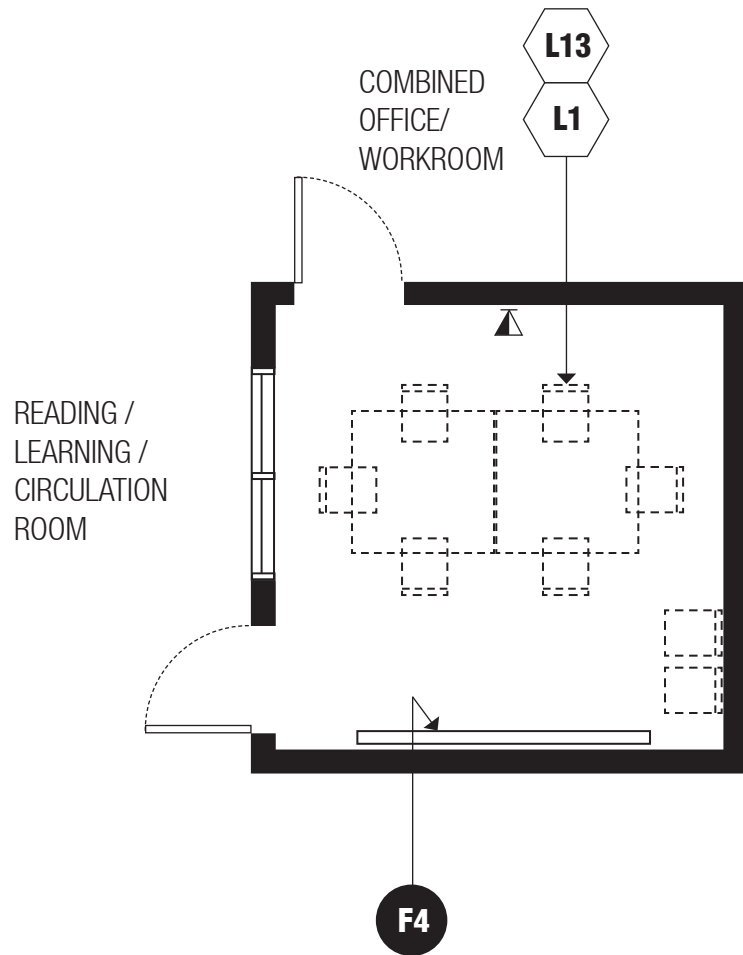 L13
COMBINED
OFFICE/
WORKROOM
L1
READING /
LEARNING /
CIRCULATION
ROOM
F4